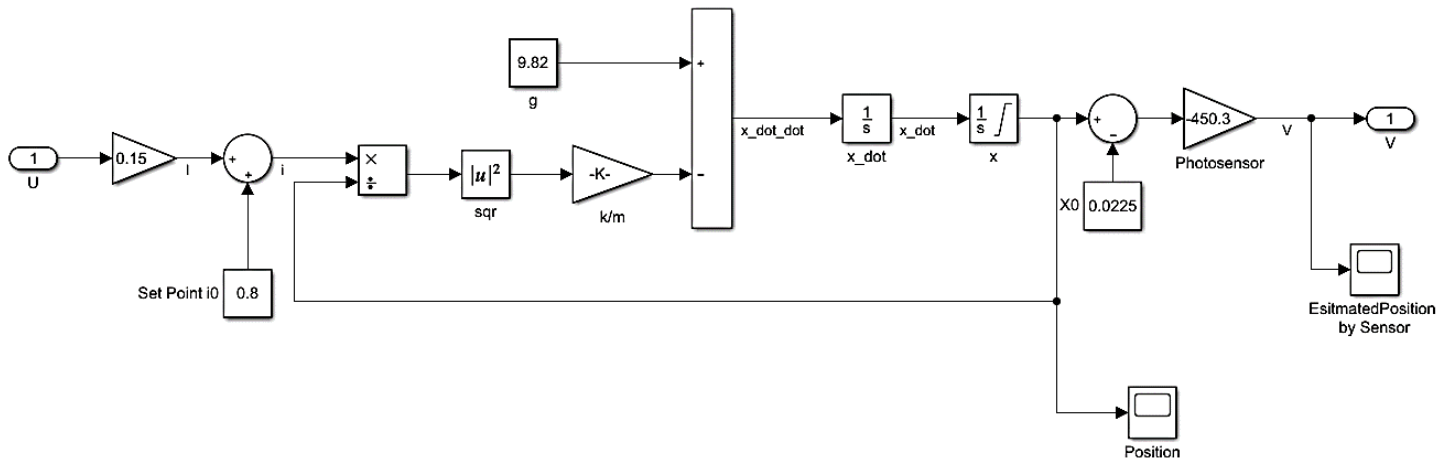 1
U
0.15
I
+
+
i
Set Point i0
0.8
×
÷
|u|²
sqr
-K-
k/m
9.82
g
+
−
x_dot_dot
1
s
x_dot
x_dot
1
s
x
+
−
X0
0.0225
-450.3
Photosensor
V
1
V
EsitmatedPosition
by Sensor
Position